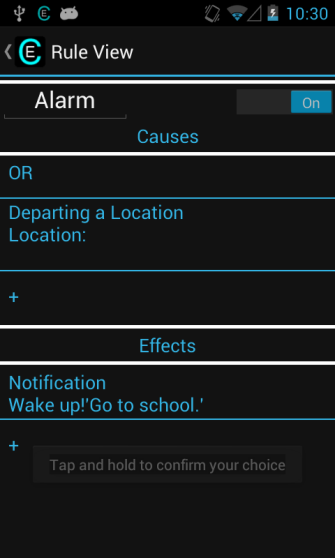 10:30
Rule View
Alarm
On
Causes
OR
Departing a Location
Location:
+
Effects
Notification
Wake up!'Go to school.'
+
Tap and hold to confirm your choice